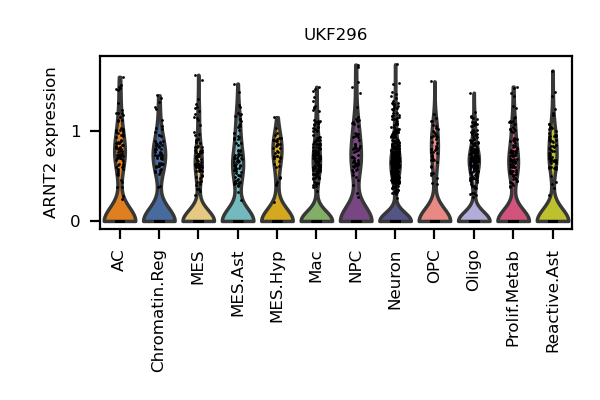 UKF296
ARNT2 expression
1
0
AC
Chromatin.Reg
MES
MES.Ast
MES.Hyp
Mac
NPC
Neuron
OPC
Oligo
Prolif.Metab
Reactive.Ast